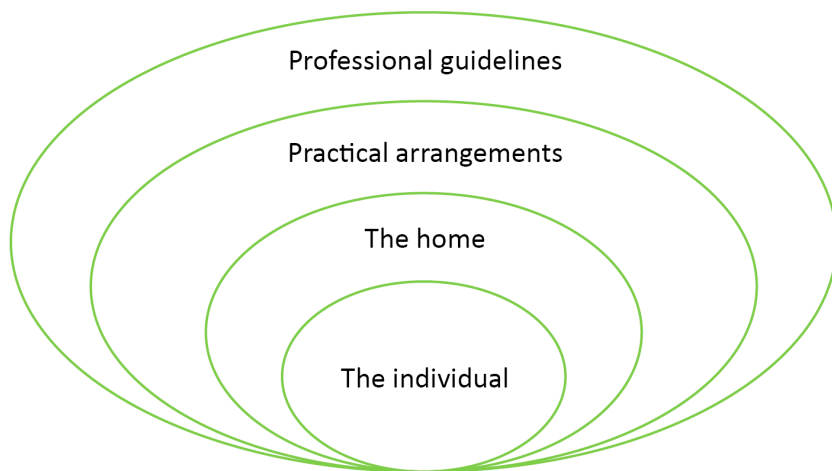 Professional guidelines
Practical arrangements
The home
The individual